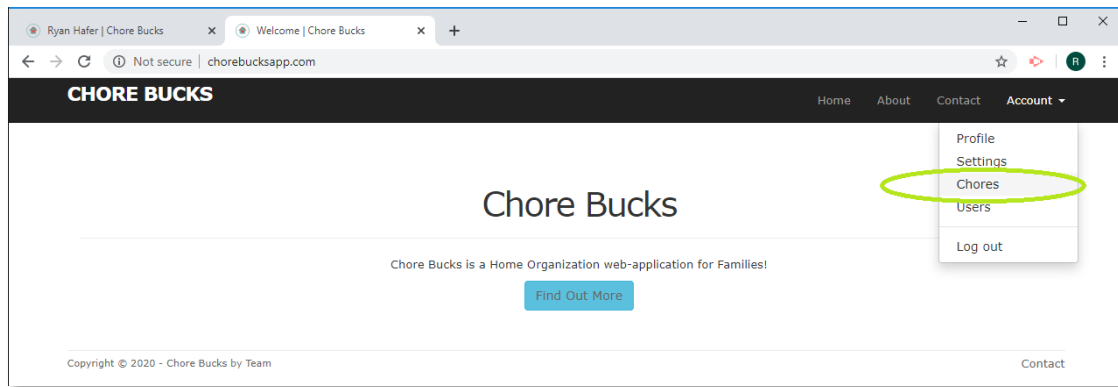 Ryan Hafer | Chore Bucks
Welcome | Chore Bucks
Not secure | chorebucksapp.com
R
CHORE BUCKS
Home About Contact Account
Profile
Settings
Chores
Users
Log out
Chore Bucks
Chore Bucks is a Home Organization web-application for Families!
Find Out More
Copyright © 2020 - Chore Bucks by Team
Contact